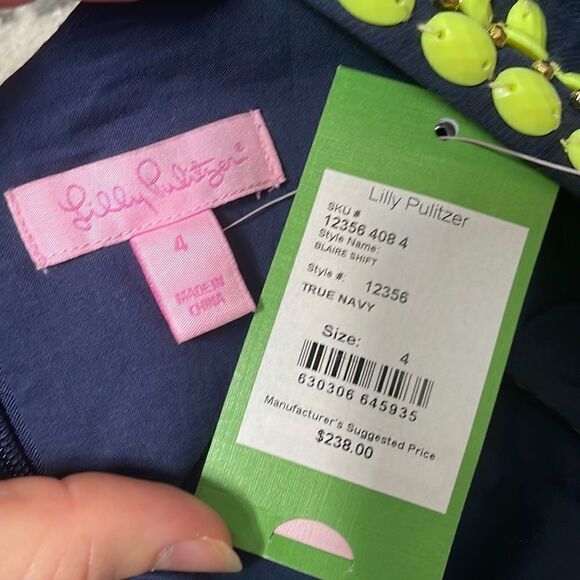 Lilly Pulitzer®
4
MADE IN
CHINA
Lilly Pulitzer
SKU #
12356 408 4
Style Name:
BLAIRE SHIFT
Style #: 12356
TRUE NAVY
Size: 4
630306 645935
Manufacturer's Suggested Price
$238.00